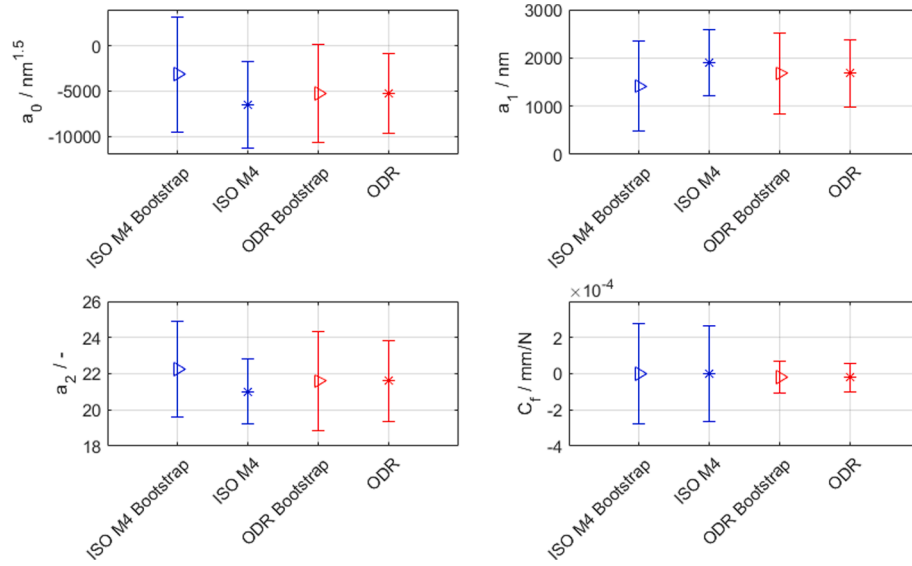 0
-5000
-10000
a0 / nm1.5
ISO M4 Bootstrap
ISO M4
ODR Bootstrap
ODR
3000
2000
1000
0
a1 / nm
ISO M4 Bootstrap
ISO M4
ODR Bootstrap
ODR
26
24
22
20
18
a2 / -
ISO M4 Bootstrap
ISO M4
ODR Bootstrap
ODR
×10-4
2
0
-2
-4
Cf / mm/N
ISO M4 Bootstrap
ISO M4
ODR Bootstrap
ODR